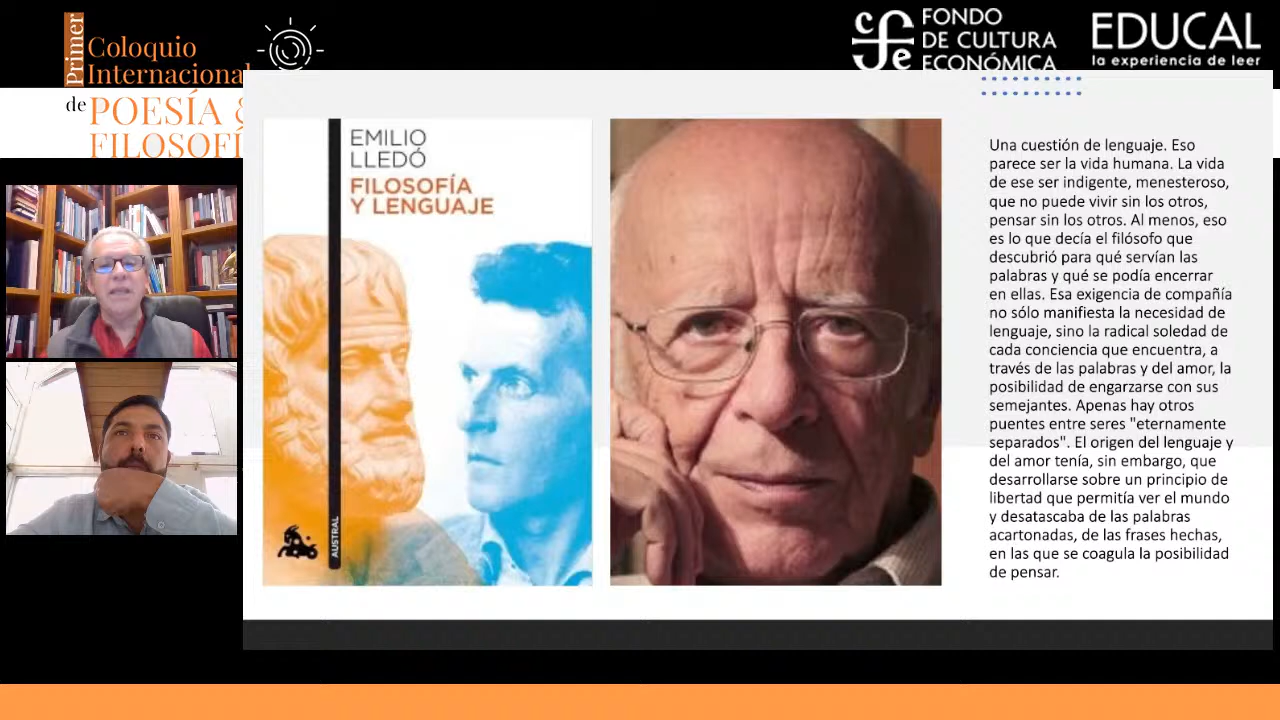 Primer
Coloquio
Internacional
de POESÍA &
FILOSOFÍ
FONDO
DE CULTURA
ECONÓMICA
EDUCAL
la experiencia de leer
EMILIO
LLEDÓ
FILOSOFÍA
Y LENGUAJE
AUSTRAL
Una cuestión de lenguaje. Eso
parece ser la vida humana. La vida
de ese ser indigente, menesteroso,
que no puede vivir sin los otros,
pensar sin los otros. Al menos, eso
es lo que decía el filósofo que
descubrió para qué servían las
palabras y qué se podía encerrar
en ellas. Esa exigencia de compañía
no sólo manifiesta la necesidad de
lenguaje, sino la radical soledad de
cada conciencia que encuentra, a
través de las palabras y del amor, la
posibilidad de engarzarse con sus
semejantes. Apenas hay otros
puentes entre seres "eternamente
separados". El origen del lenguaje y
del amor tenía, sin embargo, que
desarrollarse sobre un principio de
libertad que permitía ver el mundo
y desatascaba de las palabras
acartonadas, de las frases hechas,
en las que se coagula la posibilidad
de pensar.